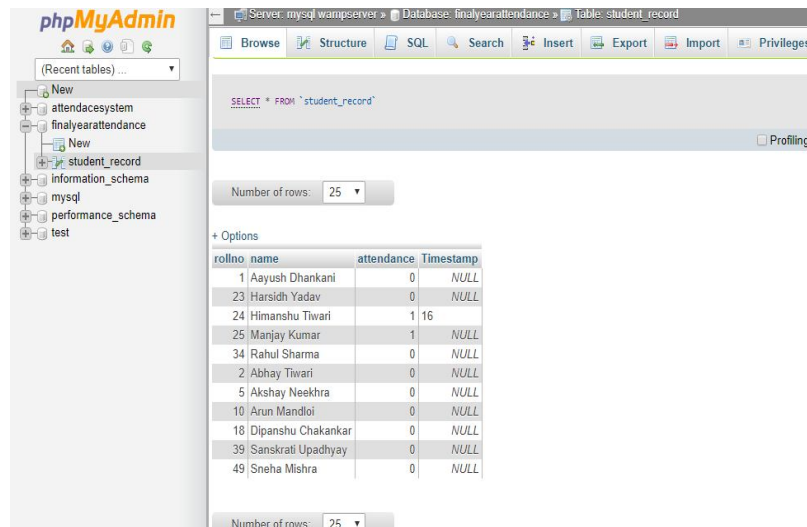 phpMyAdmin
(Recent tables) ...
New
attendacesystem
finalyearattendance
New
student_record
information_schema
mysql
performance_schema
test
Server: mysql wampserver » Database: finalyearattendance » Table: student_record
Browse Structure SQL Search Insert Export Import Privileges
SELECT * FROM `student_record`
Profiling
Number of rows: 25
+ Options
rollno name attendance Timestamp
1 Aayush Dhankani 0 NULL
23 Harsidh Yadav 0 NULL
24 Himanshu Tiwari 1 16
25 Manjay Kumar 1 NULL
34 Rahul Sharma 0 NULL
2 Abhay Tiwari 0 NULL
5 Akshay Neekhra 0 NULL
10 Arun Mandloi 0 NULL
18 Dipanshu Chakankar 0 NULL
39 Sanskrati Upadhyay 0 NULL
49 Sneha Mishra 0 NULL
Number of rows: 25